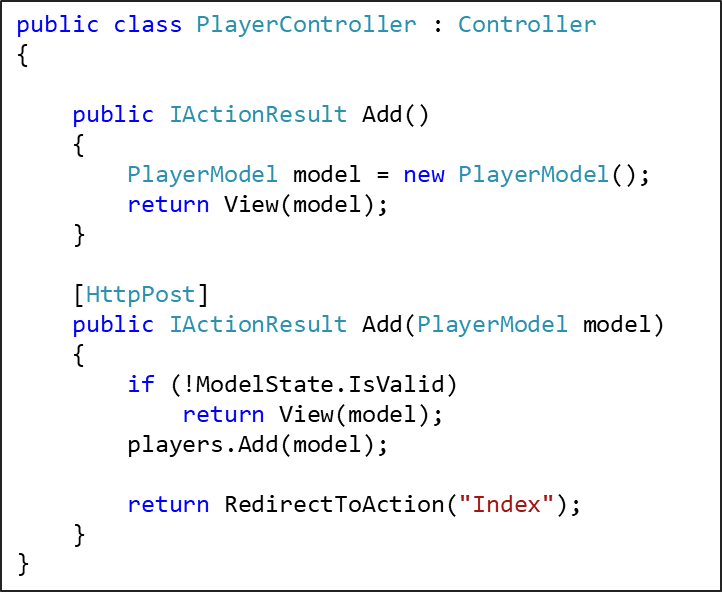 public class PlayerController : Controller
{
    public IActionResult Add()
    {
        PlayerModel model = new PlayerModel();
        return View(model);
    }
    [HttpPost]
    public IActionResult Add(PlayerModel model)
    {
        if (!ModelState.IsValid)
            return View(model);
        players.Add(model);
        return RedirectToAction("Index");
    }
}